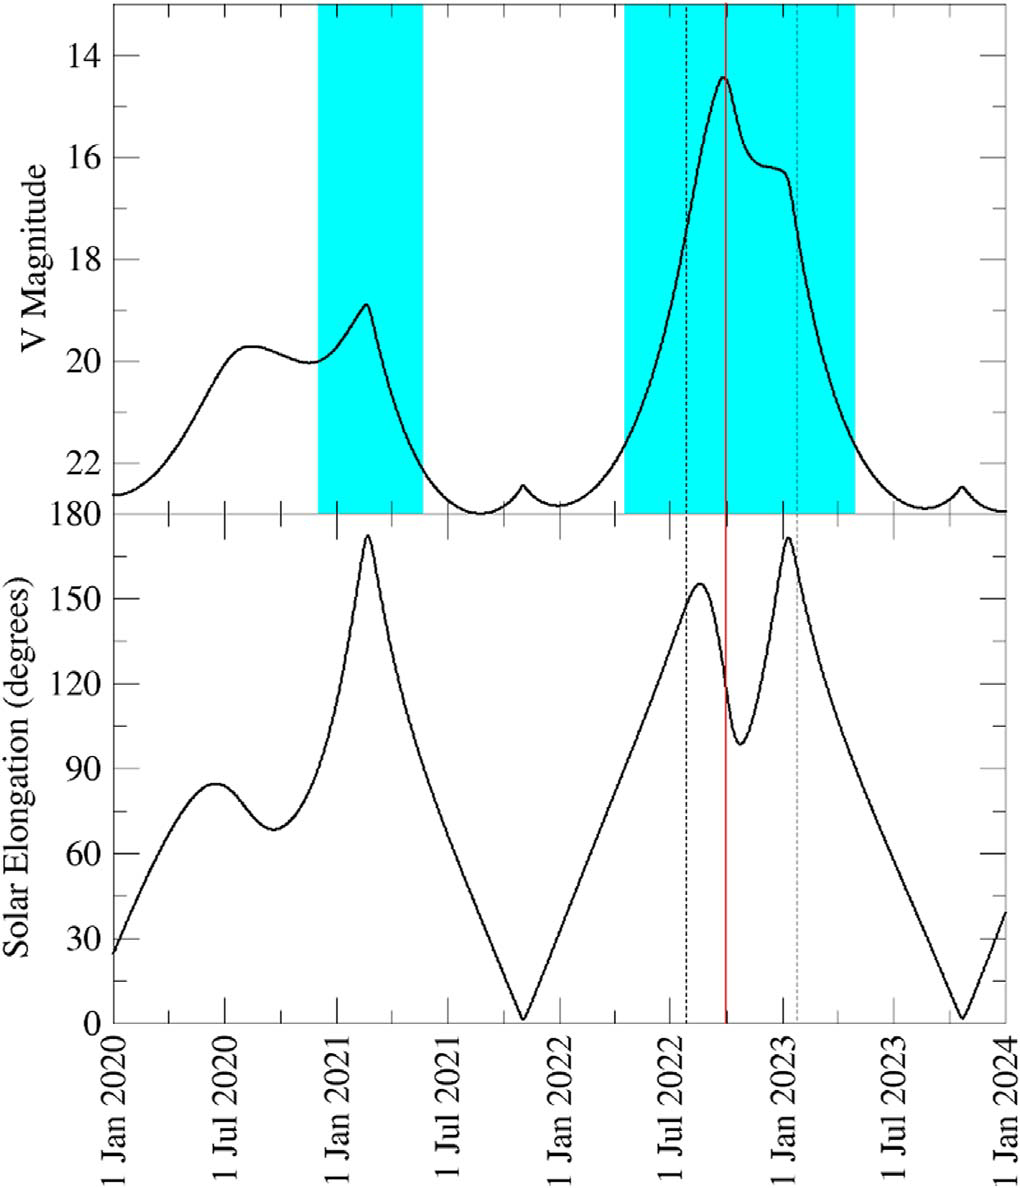 V Magnitude
14
16
18
20
22
180
Solar Elongation (degrees)
150
120
90
60
30
0
1 Jan 2020
1 Jul 2020
1 Jan 2021
1 Jul 2021
1 Jan 2022
1 Jul 2022
1 Jan 2023
1 Jul 2023
1 Jan 2024